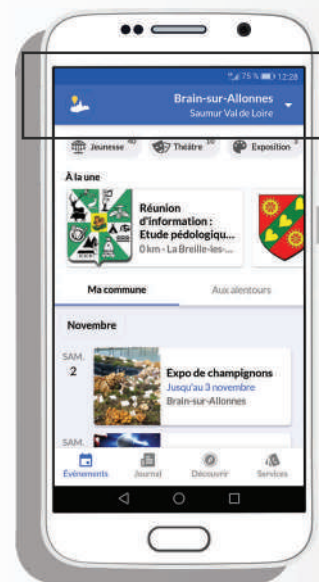 75 % 12:28
Brain-sur-Allonnes
Saumur Val de Loire
Jeunesse 40 Théâtre 10 Exposition
À la une
Réunion
d'information :
Etude pédologiqu...
0 km - La Breille-les-...
Ma commune Aux alentours
Novembre
SAM.
2
Expo de champignons
Jusqu'au 3 novembre
Brain-sur-Allonnes
SAM.
Événements Journal Découvrir Services